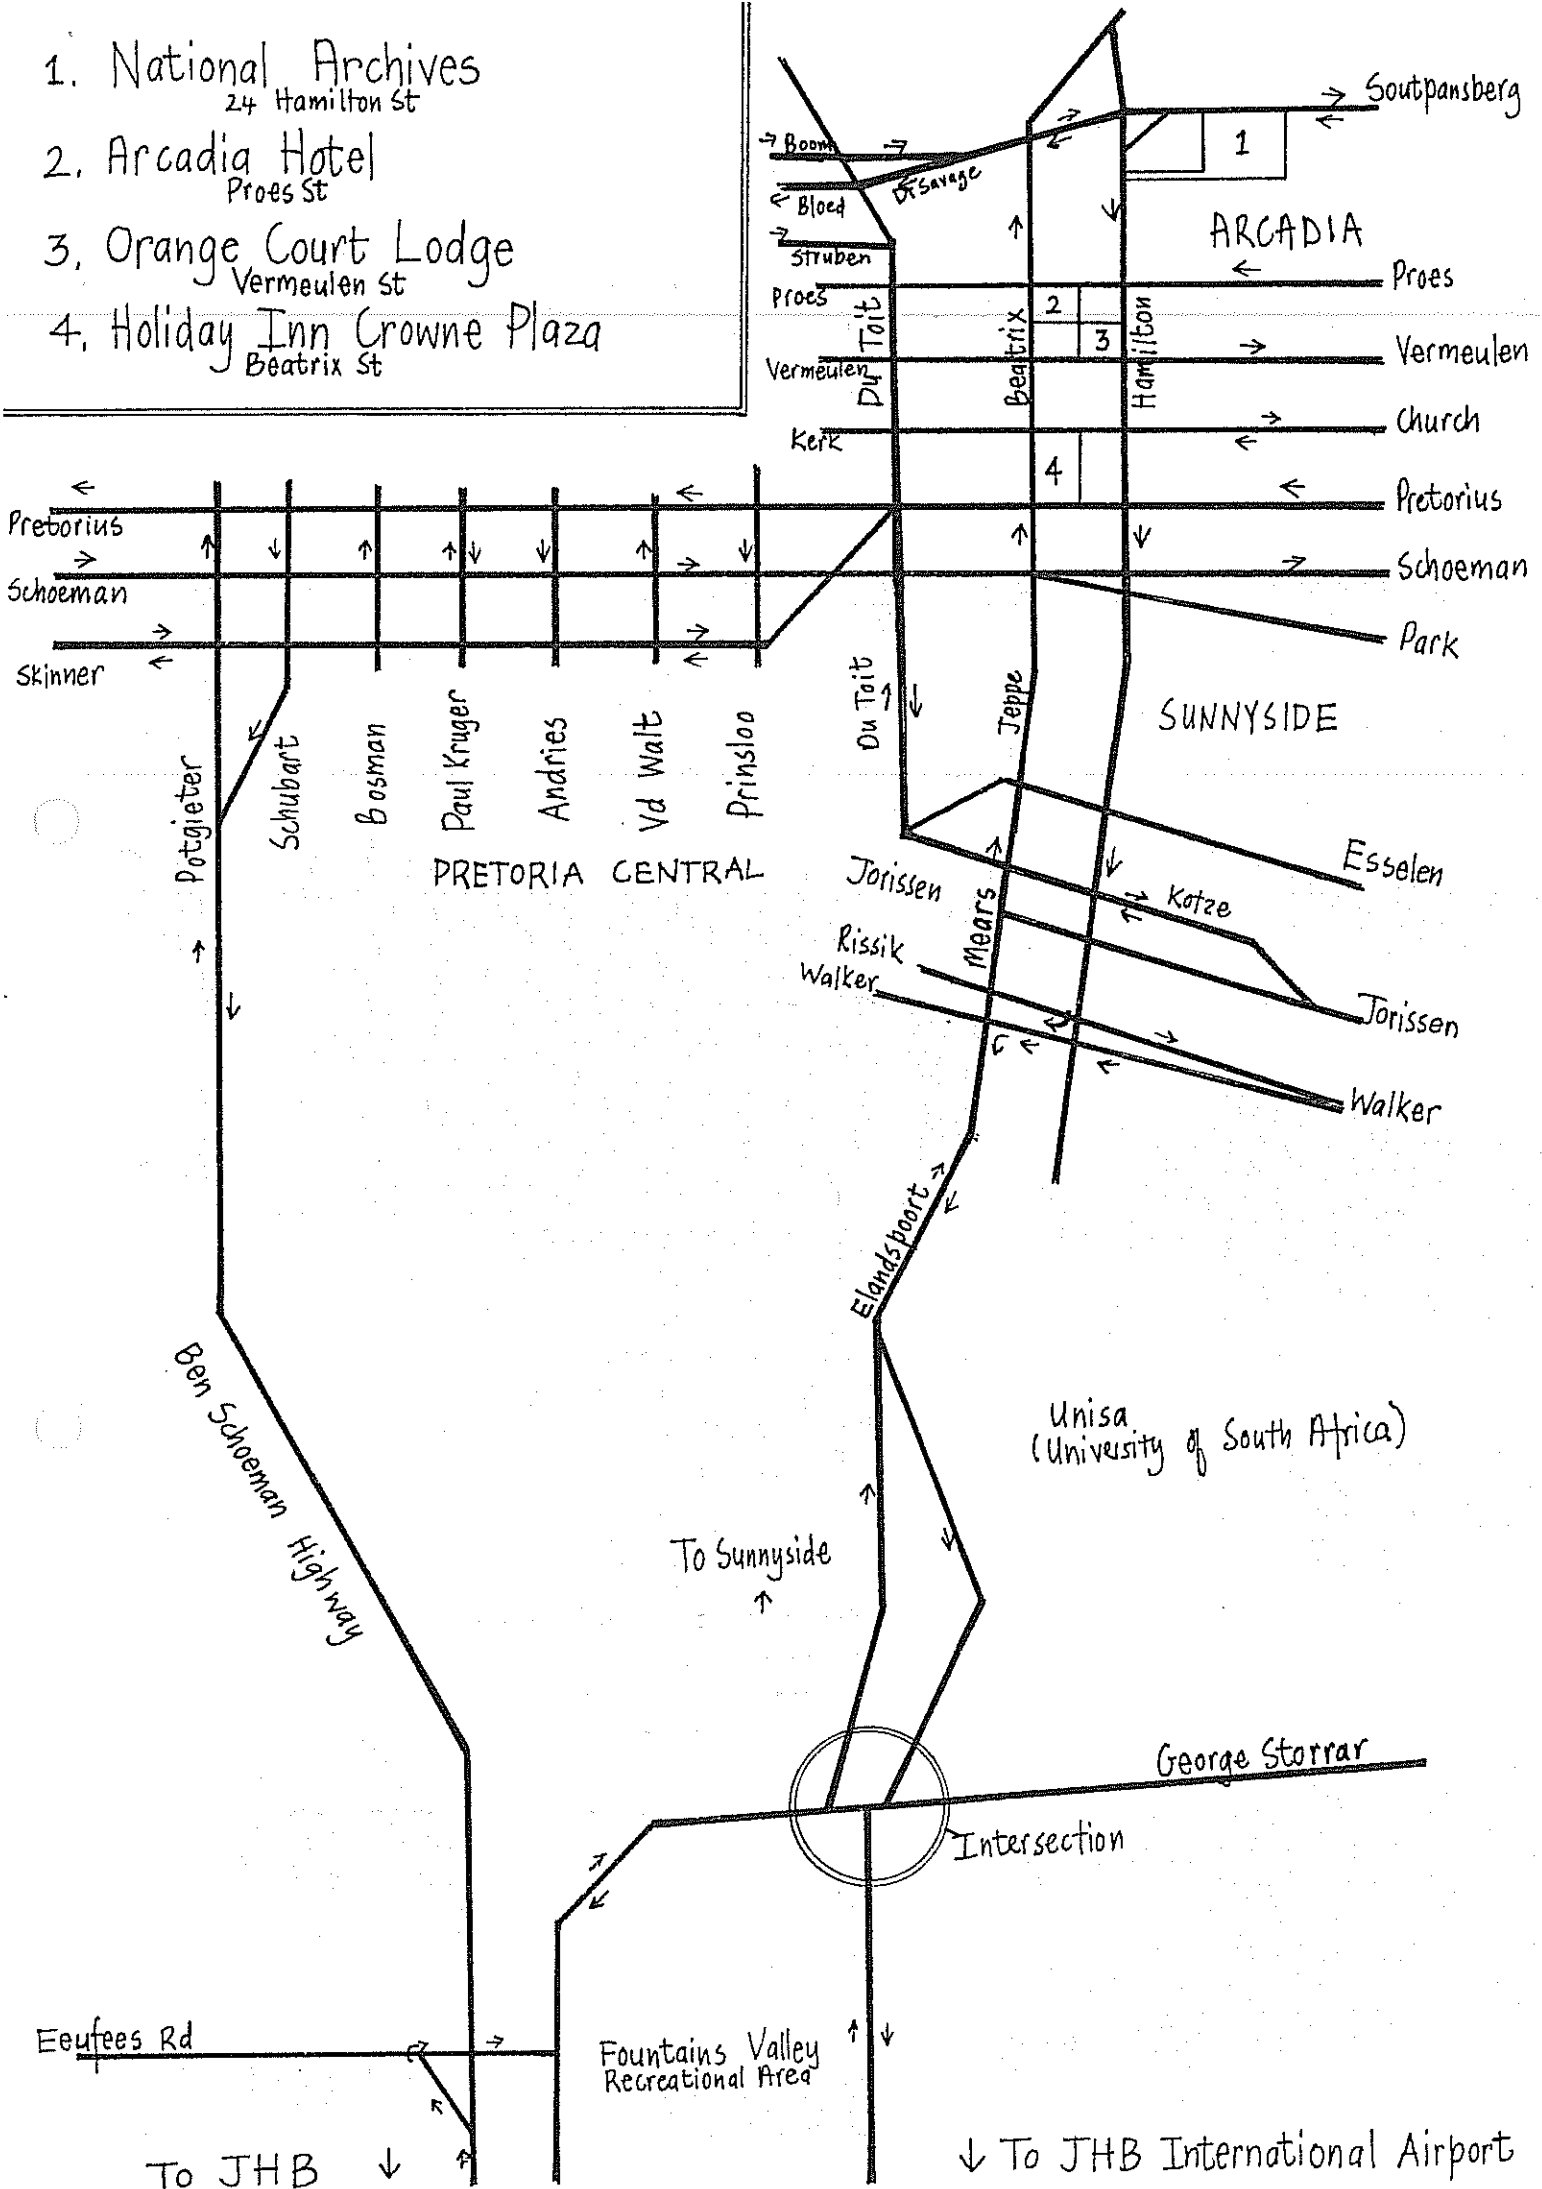 1. National Archives
24 Hamilton St
2. Arcadia Hotel
Proes St
3. Orange Court Lodge
Vermeulen St
4. Holiday Inn Crowne Plaza
Beatrix St
Soutpansberg
Boom
1
Du Savage
Bloed
ARCADIA
Struben
Proes
Proes
2
Du Toit
Beatrix
Hamilton
3
Vermeulen
Vermeulen
Church
Kerk
4
Pretorius
Pretorius
Schoeman
Schoeman
Park
Skinner
Du Toit
Jeppe
SUNNYSIDE
Potgieter
Schubart
Bosman
Paul Kruger
Andries
Vd Walt
Prinsloo
PRETORIA CENTRAL
Esselen
Jorissen
Kotze
Mears
Rissik
Walker
Jorissen
Walker
Elandspoort
Ben Schoeman Highway
Unisa
(University of South Africa)
To Sunnyside
George Storrar
Intersection
Eeufees Rd
Fountains Valley
Recreational Area
To JHB
To JHB International Airport